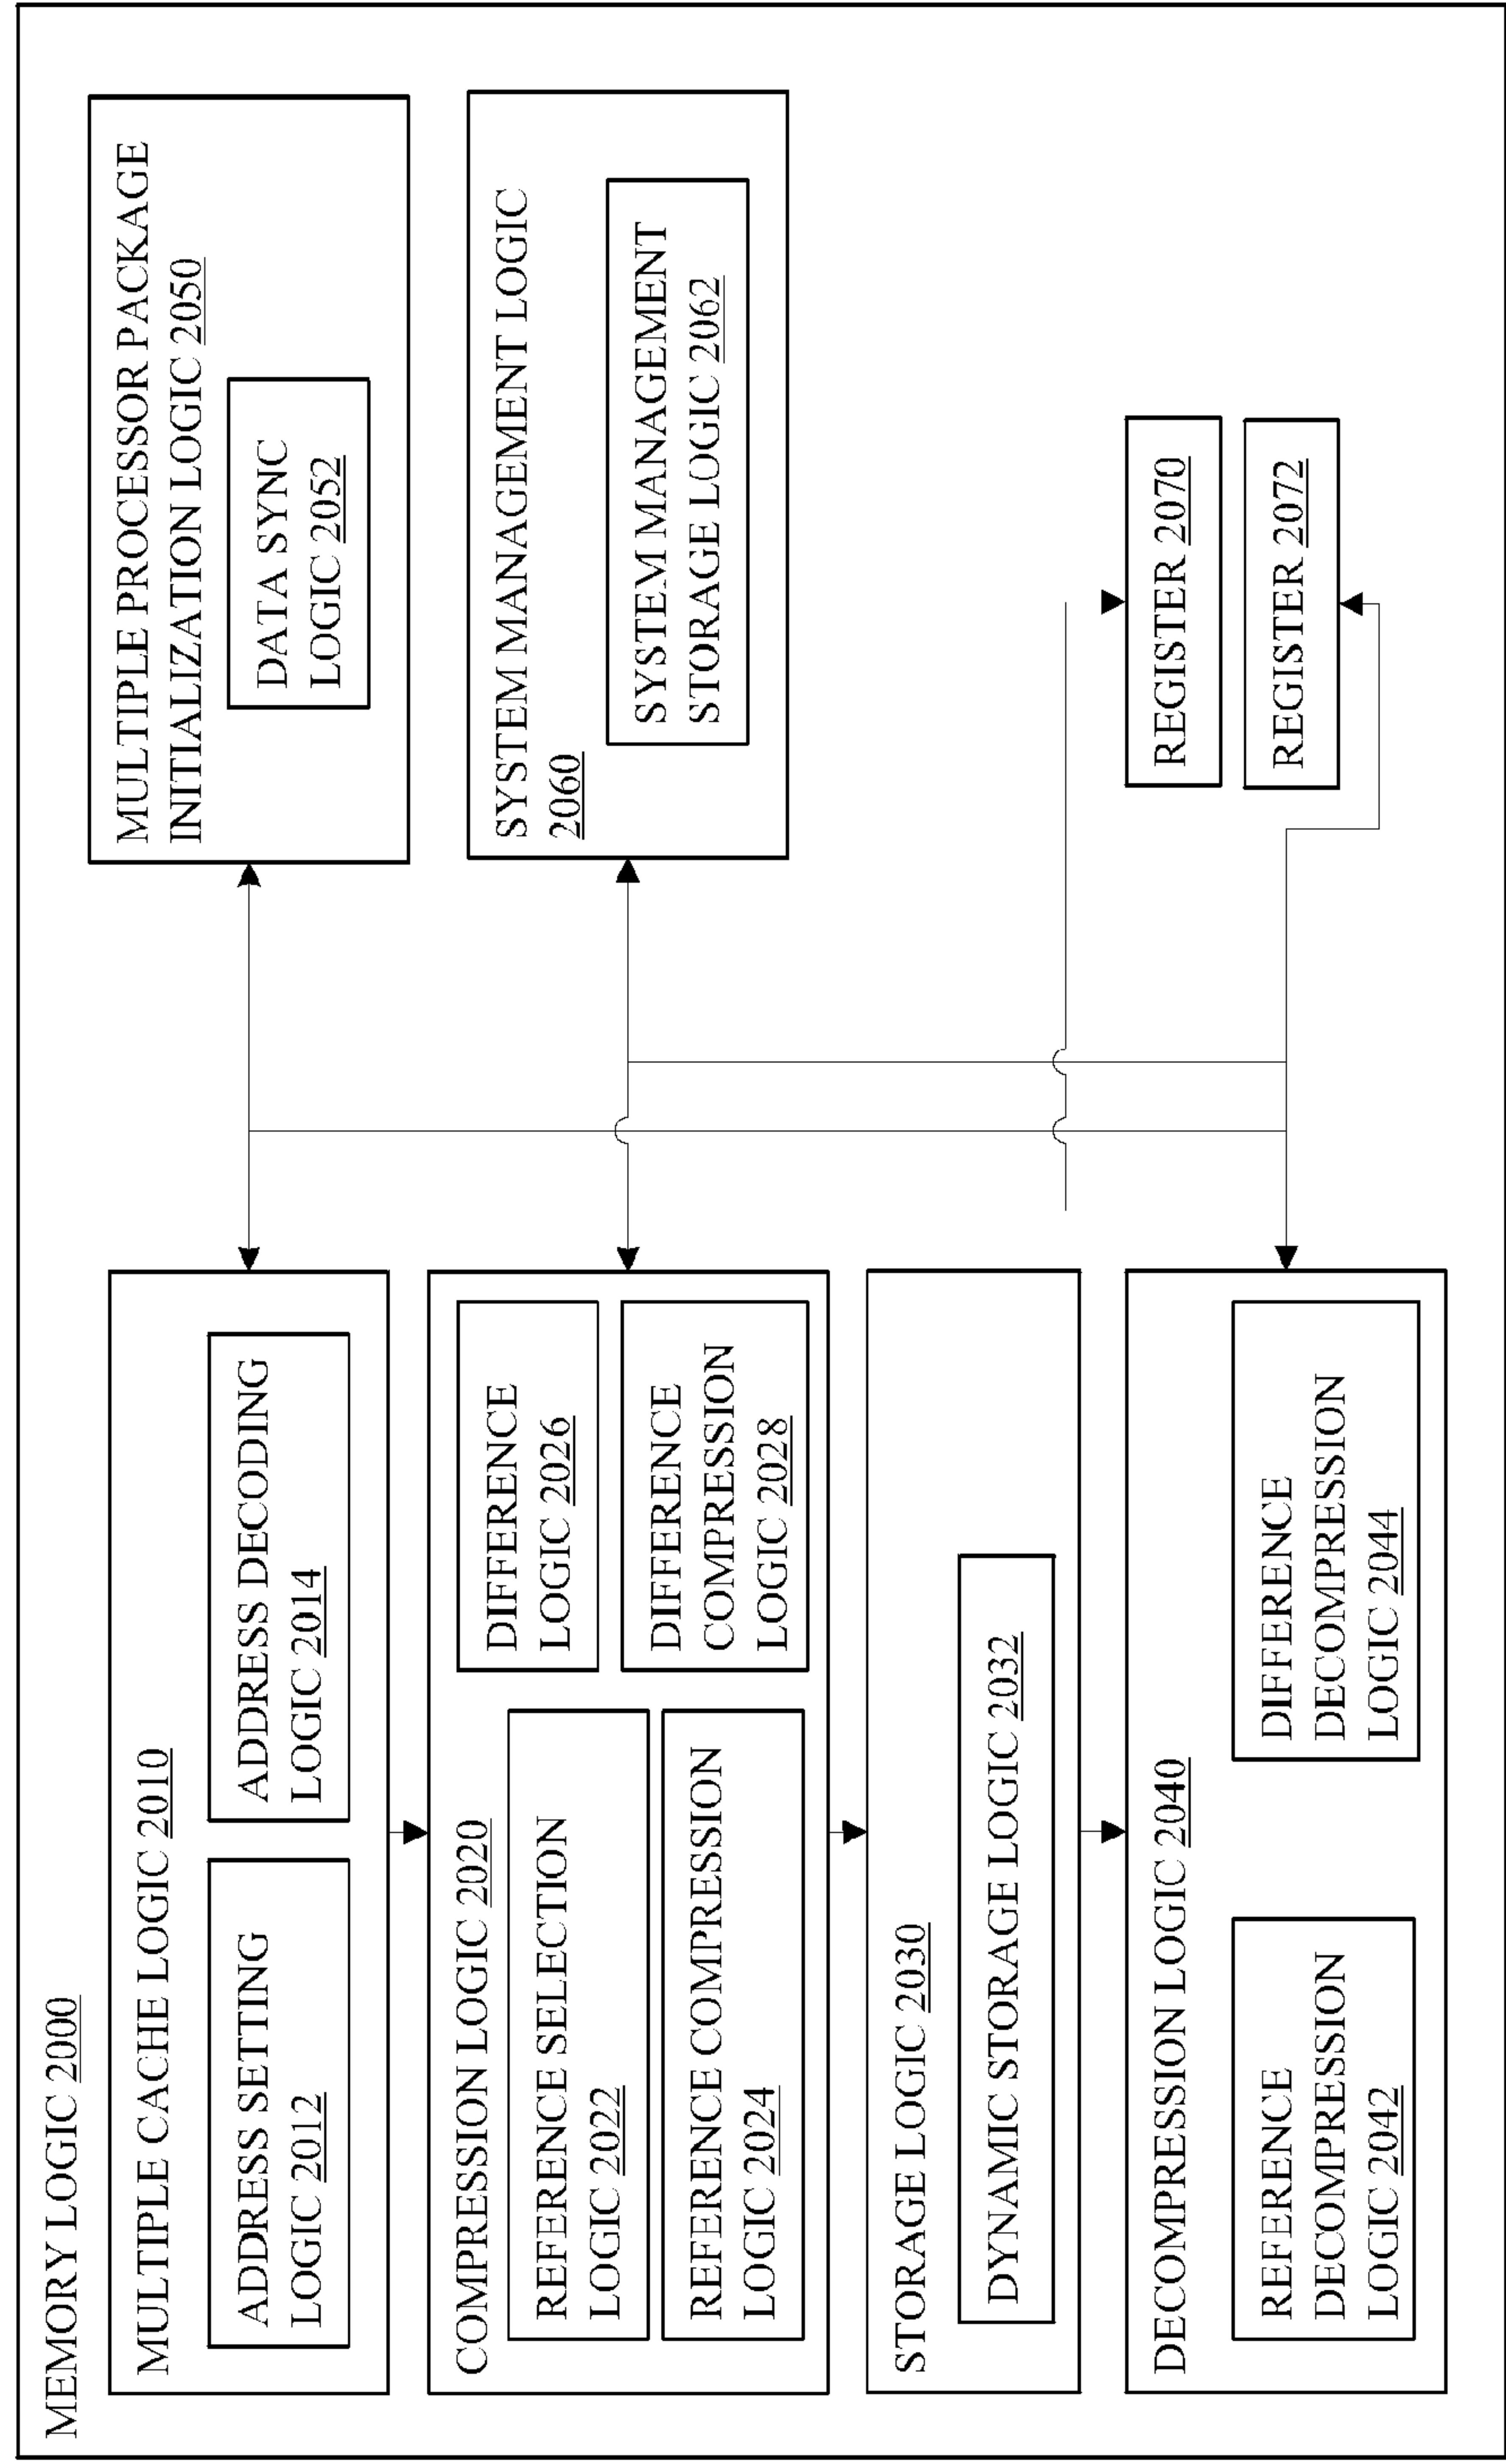 MEMORY LOGIC 2000
MULTIPLE CACHE LOGIC 2010
ADDRESS SETTING
LOGIC 2012
ADDRESS DECODING
LOGIC 2014
COMPRESSION LOGIC 2020
REFERENCE SELECTION
LOGIC 2022
REFERENCE COMPRESSION
LOGIC 2024
DIFFERENCE
LOGIC 2026
DIFFERENCE
COMPRESSION
LOGIC 2028
STORAGE LOGIC 2030
DYNAMIC STORAGE LOGIC 2032
DECOMPRESSION LOGIC 2040
REFERENCE
DECOMPRESSION
LOGIC 2042
DIFFERENCE
DECOMPRESSION
LOGIC 2044
MULTIPLE PROCESSOR PACKAGE
INITIALIZATION LOGIC 2050
DATA SYNC
LOGIC 2052
SYSTEM MANAGEMENT LOGIC
2060
SYSTEM MANAGEMENT
STORAGE LOGIC 2062
REGISTER 2070
REGISTER 2072